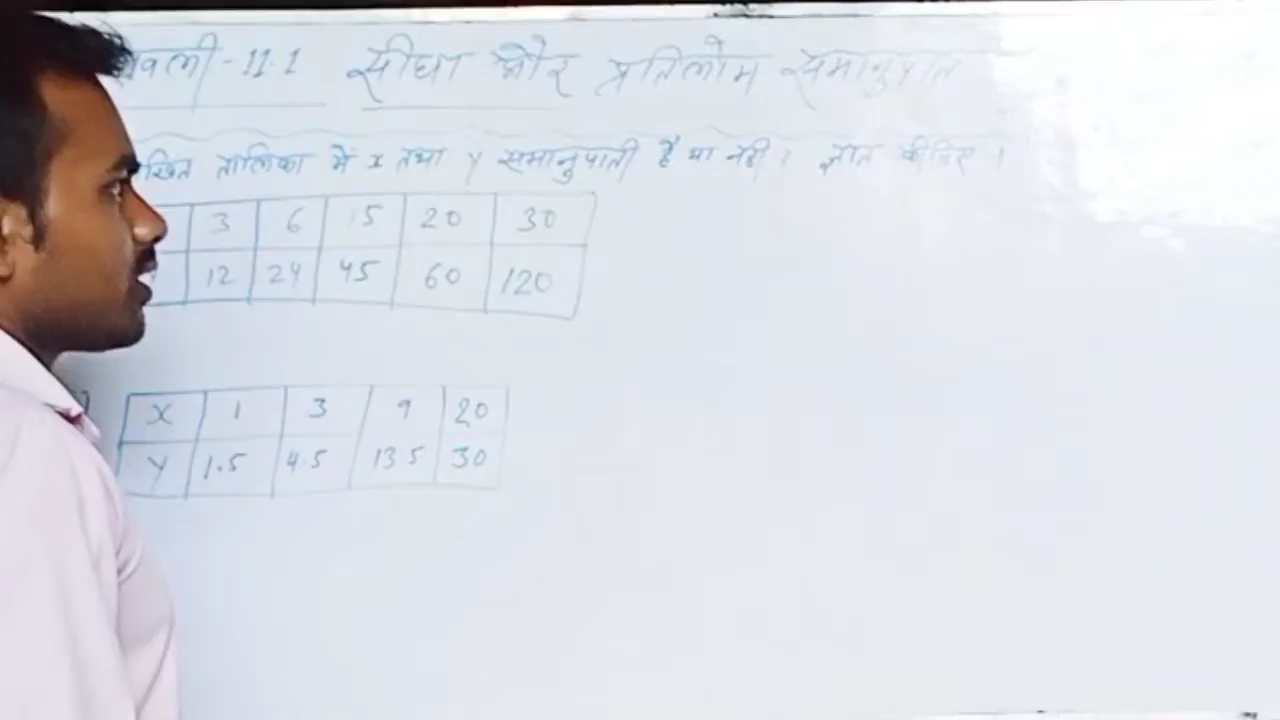 वली - 11.1 सीधा और प्रतिलोम समानुपात
खित तालिका में x तथा y समानुपाती है या नहीं ? ज्ञात कीजिए ।
3 6 15 20 30
12 24 45 60 120
X 1 3 9 20
Y 1.5 4.5 13.5 30